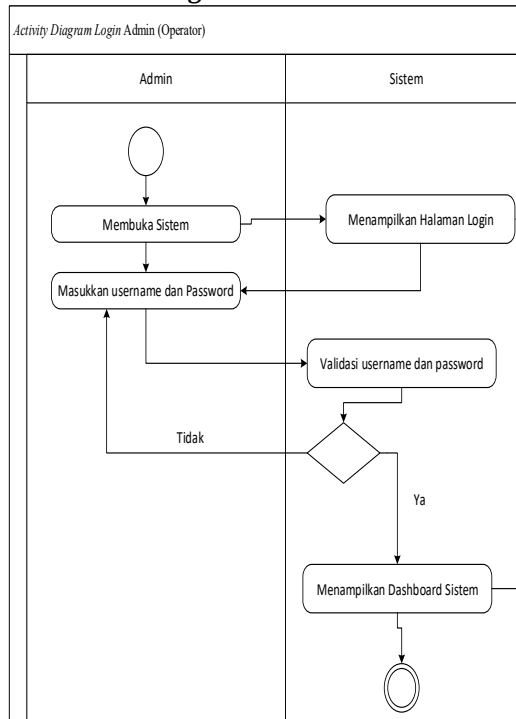 Activity Diagram Login Admin (Operator)
Admin
Sistem
Membuka Sistem
Menampilkan Halaman Login
Masukkan username dan Password
Validasi username dan password
Tidak
Ya
Menampilkan Dashboard Sistem